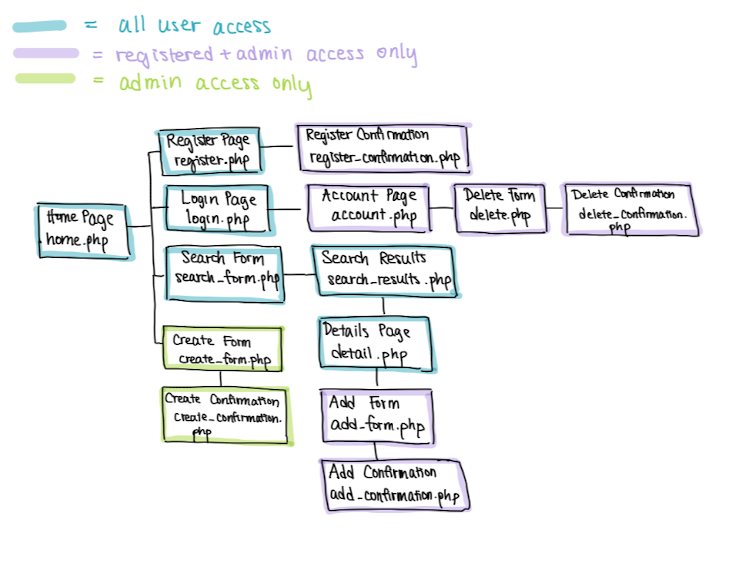 = all user access
= registered + admin access only
= admin access only
Register Page
register.php
Register Confirmation
register_confirmation.php
Login Page
login.php
Account Page
account.php
Delete Form
delete.php
Delete Confirmation
delete_confirmation.
php
Home Page
home.php
Search Form
search_form.php
Search Results
search_results.php
Create Form
create_form.php
Details Page
detail.php
Create Confirmation
create_confirmation.
php
Add Form
add_form.php
Add Confirmation
add_confirmation.php